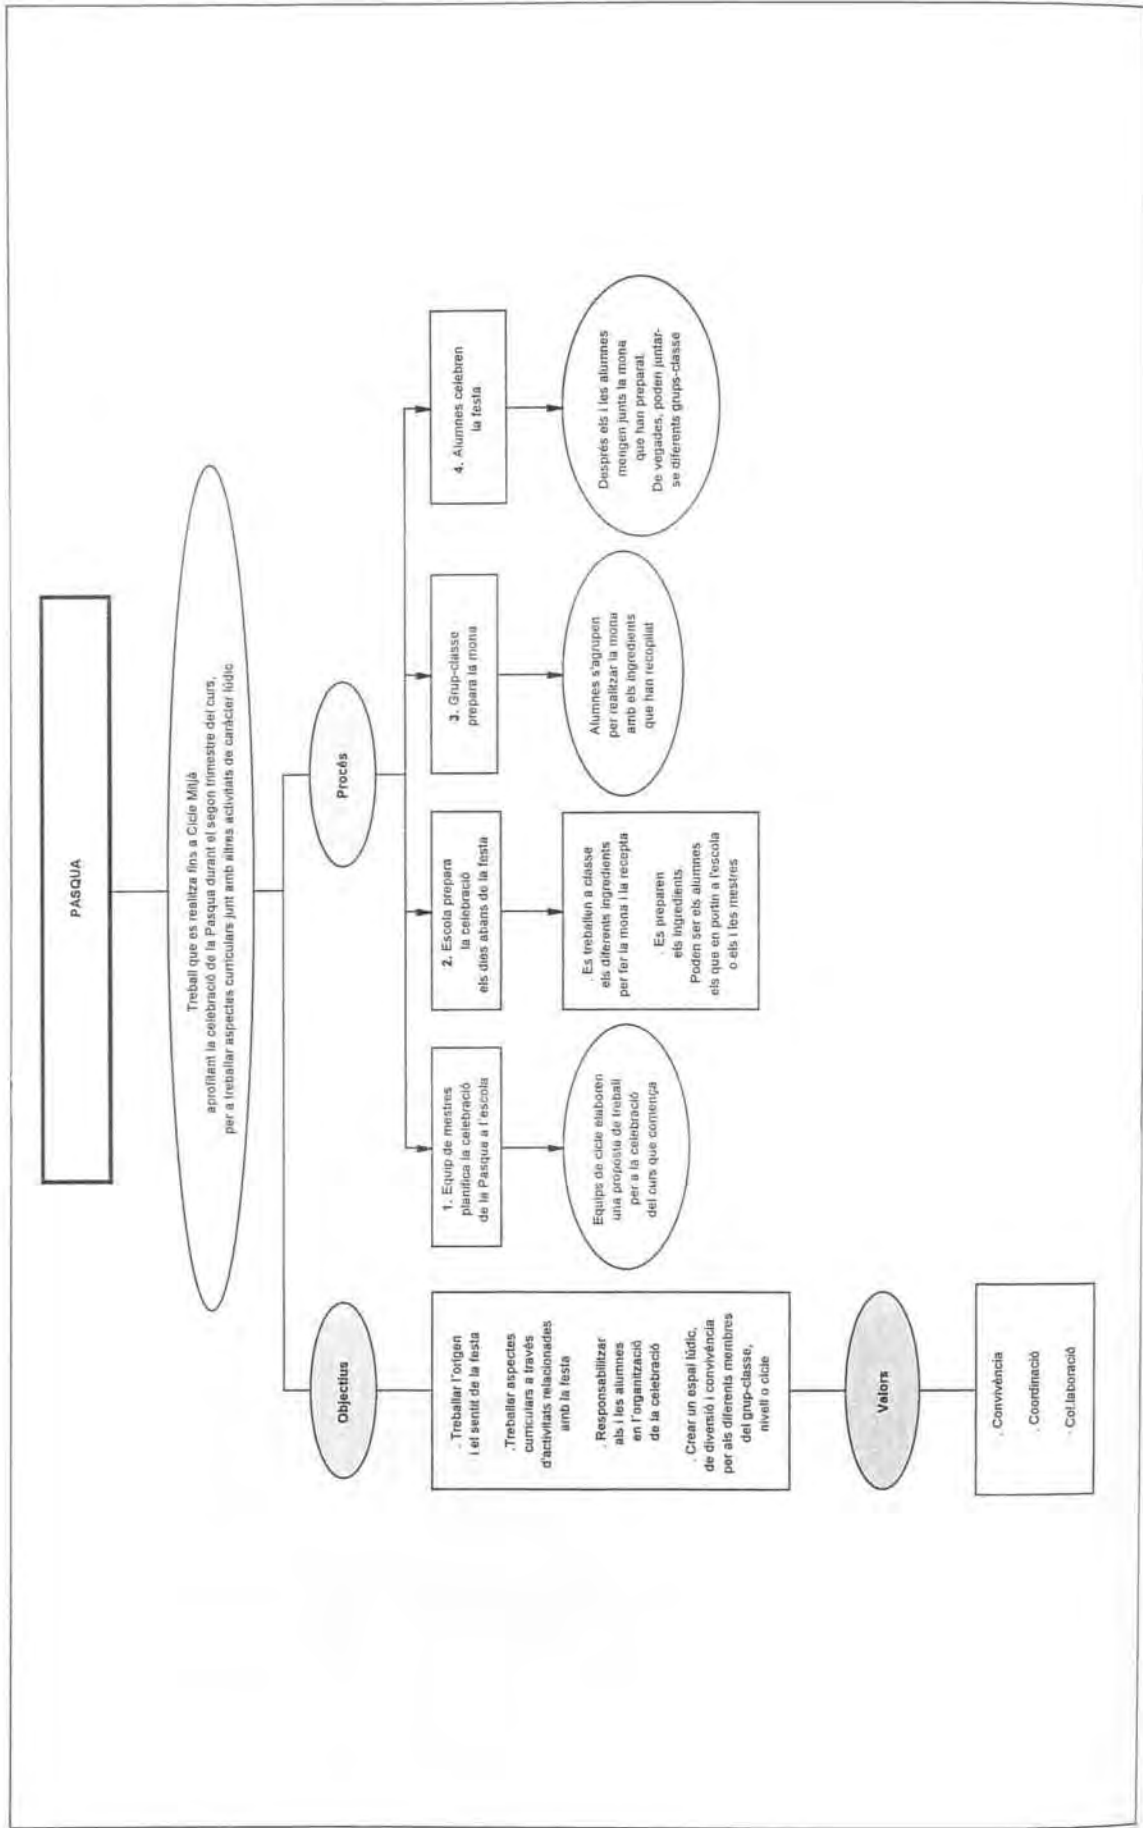 PASQUA
Treball que es realitza fins a Cicle Mitjà
aprofitant la celebració de la Pasqua durant el segon trimestre del curs,
per a treballar aspectes curriculars junt amb altres activitats de caràcter lúdic
Objectius
. Treballar l'origen
i el sentit de la festa
.Treballar aspectes
curriculars a través
d'activitats relacionades
amb la festa
. Responsabilitzar
als i les alumnes
en l'organització
de la celebració
. Crear un espai lúdic,
de diversió i convivència
per als diferents membres
del grup-classe,
nivell o cicle
Valors
. Convivència
. Coordinació
. Col.laboració
Procés
1. Equip de mestres
planifica la celebració
de la Pasqua a l'escola
Equips de cicle elaboren
una proposta de treball
per a la celebració
del curs que comença
2. Escola prepara
la celebració
els dies abans de la festa
. Es treballen a classe
els diferents ingredients
per fer la mona i la recepta
. Es preparen
els ingredients.
Poden ser els alumnes
els que en portin a l'escola
o els i les mestres
3. Grup-classe
prepara la mona
Alumnes s'agrupen
per realitzar la mona
amb els ingredients
que han recopilat
4. Alumnes celebren
la festa
Després els i les alumnes
mengen junts la mona
que han preparat.
De vegades, poden juntar-
se diferents grups-classe